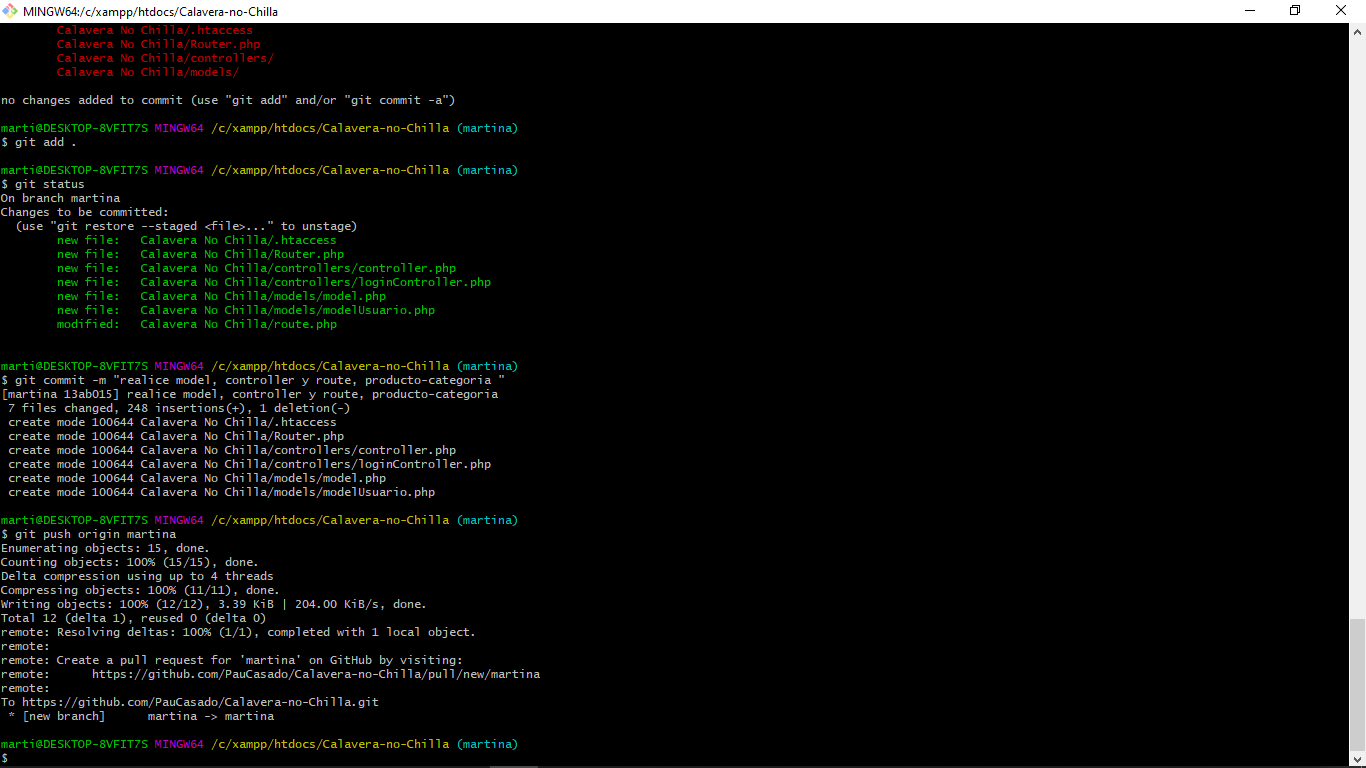 MINGW64:/c/xampp/htdocs/Calavera-no-Chilla
Calavera No Chilla/.htaccess
Calavera No Chilla/Router.php
Calavera No Chilla/controllers/
Calavera No Chilla/models/
no changes added to commit (use "git add" and/or "git commit -a")
marti@DESKTOP-8VFIT7S MINGW64 /c/xampp/htdocs/Calavera-no-Chilla (martina)
$ git add .
marti@DESKTOP-8VFIT7S MINGW64 /c/xampp/htdocs/Calavera-no-Chilla (martina)
$ git status
On branch martina
Changes to be committed:
(use "git restore --staged <file>..." to unstage)
new file:   Calavera No Chilla/.htaccess
new file:   Calavera No Chilla/Router.php
new file:   Calavera No Chilla/controllers/controller.php
new file:   Calavera No Chilla/controllers/loginController.php
new file:   Calavera No Chilla/models/model.php
new file:   Calavera No Chilla/models/modelUsuario.php
modified:   Calavera No Chilla/route.php
marti@DESKTOP-8VFIT7S MINGW64 /c/xampp/htdocs/Calavera-no-Chilla (martina)
$ git commit -m "realice model, controller y route, producto-categoria "
[martina 13ab015] realice model, controller y route, producto-categoria
7 files changed, 248 insertions(+), 1 deletion(-)
create mode 100644 Calavera No Chilla/.htaccess
create mode 100644 Calavera No Chilla/Router.php
create mode 100644 Calavera No Chilla/controllers/controller.php
create mode 100644 Calavera No Chilla/controllers/loginController.php
create mode 100644 Calavera No Chilla/models/model.php
create mode 100644 Calavera No Chilla/models/modelUsuario.php
marti@DESKTOP-8VFIT7S MINGW64 /c/xampp/htdocs/Calavera-no-Chilla (martina)
$ git push origin martina
Enumerating objects: 15, done.
Counting objects: 100% (15/15), done.
Delta compression using up to 4 threads
Compressing objects: 100% (11/11), done.
Writing objects: 100% (12/12), 3.39 KiB | 204.00 KiB/s, done.
Total 12 (delta 1), reused 0 (delta 0)
remote: Resolving deltas: 100% (1/1), completed with 1 local object.
remote:
remote: Create a pull request for 'martina' on GitHub by visiting:
remote:      https://github.com/PauCasado/Calavera-no-Chilla/pull/new/martina
remote:
To https://github.com/PauCasado/Calavera-no-Chilla.git
* [new branch]      martina -> martina
marti@DESKTOP-8VFIT7S MINGW64 /c/xampp/htdocs/Calavera-no-Chilla (martina)
$